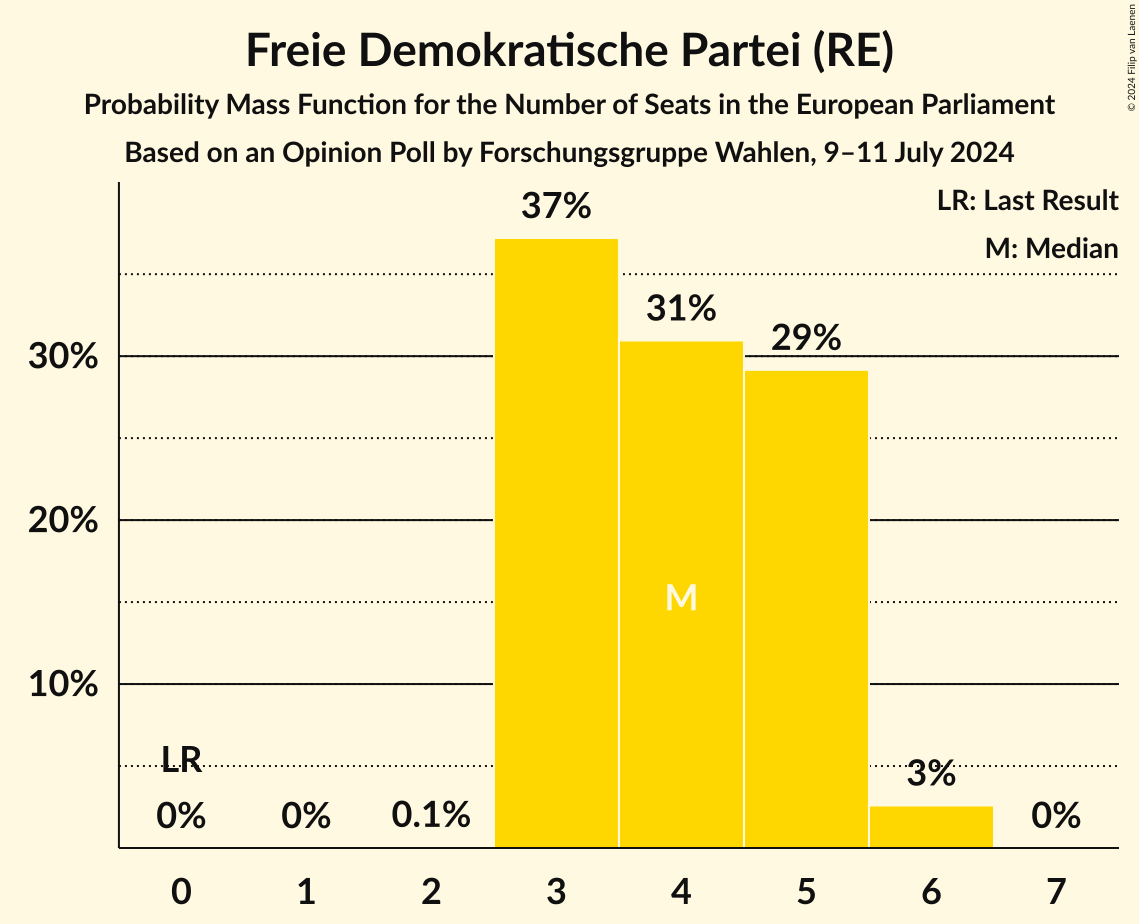 Freie Demokratische Partei (RE)
Probability Mass Function for the Number of Seats in the European Parliament
Based on an Opinion Poll by Forschungsgruppe Wahlen, 9–11 July 2024
© 2024 Filip van Laenen
LR: Last Result
M: Median
37%
31%
29%
30%
20%
M
10%
LR
0%
0%
0.1%
3%
0%
0
1
2
3
4
5
6
7